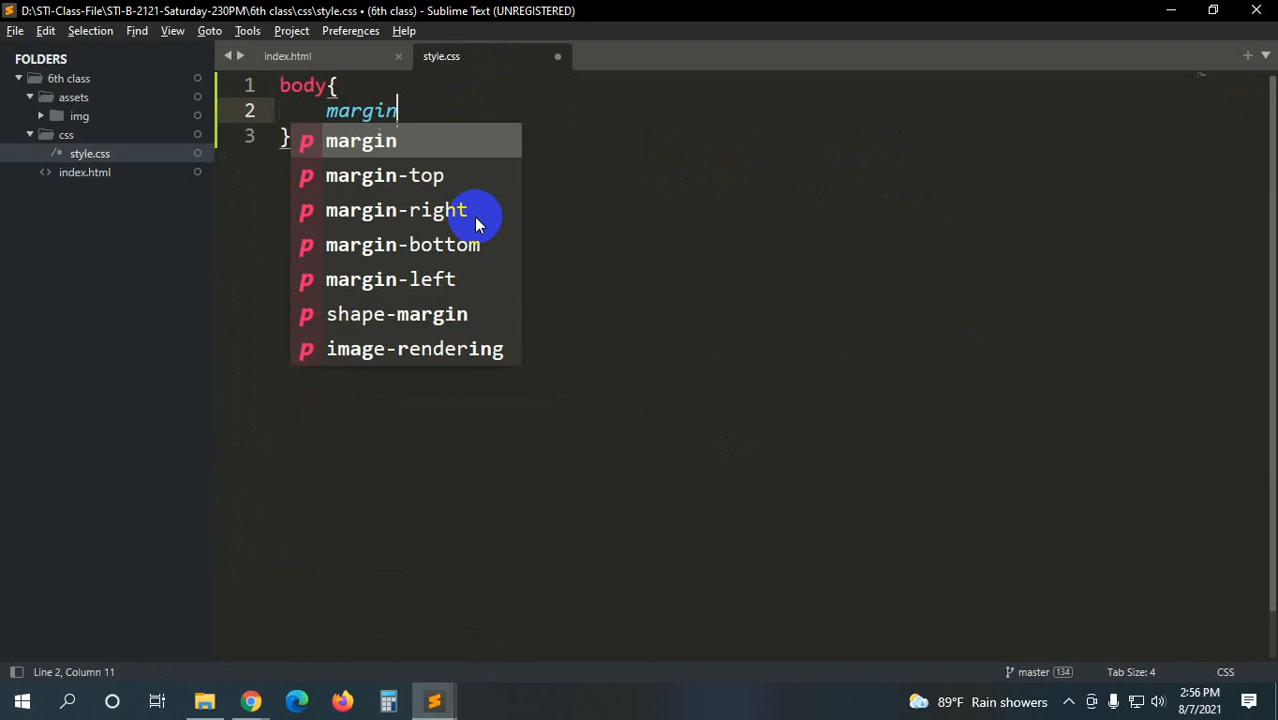 D:\STI-Class-File\STI-B-2121-Saturday-230PM\6th class\css\style.css • (6th class) - Sublime Text (UNREGISTERED)
File Edit Selection Find View Goto Tools Project Preferences Help
FOLDERS
6th class
assets
img
css
/* style.css
<> index.html
index.html
style.css
1 body{
2 margin
3 }
p margin
p margin-top
p margin-right
p margin-bottom
p margin-left
p shape-margin
p image-rendering
Line 2, Column 11
master 134
Tab Size: 4
CSS
89°F Rain showers
2:56 PM
8/7/2021